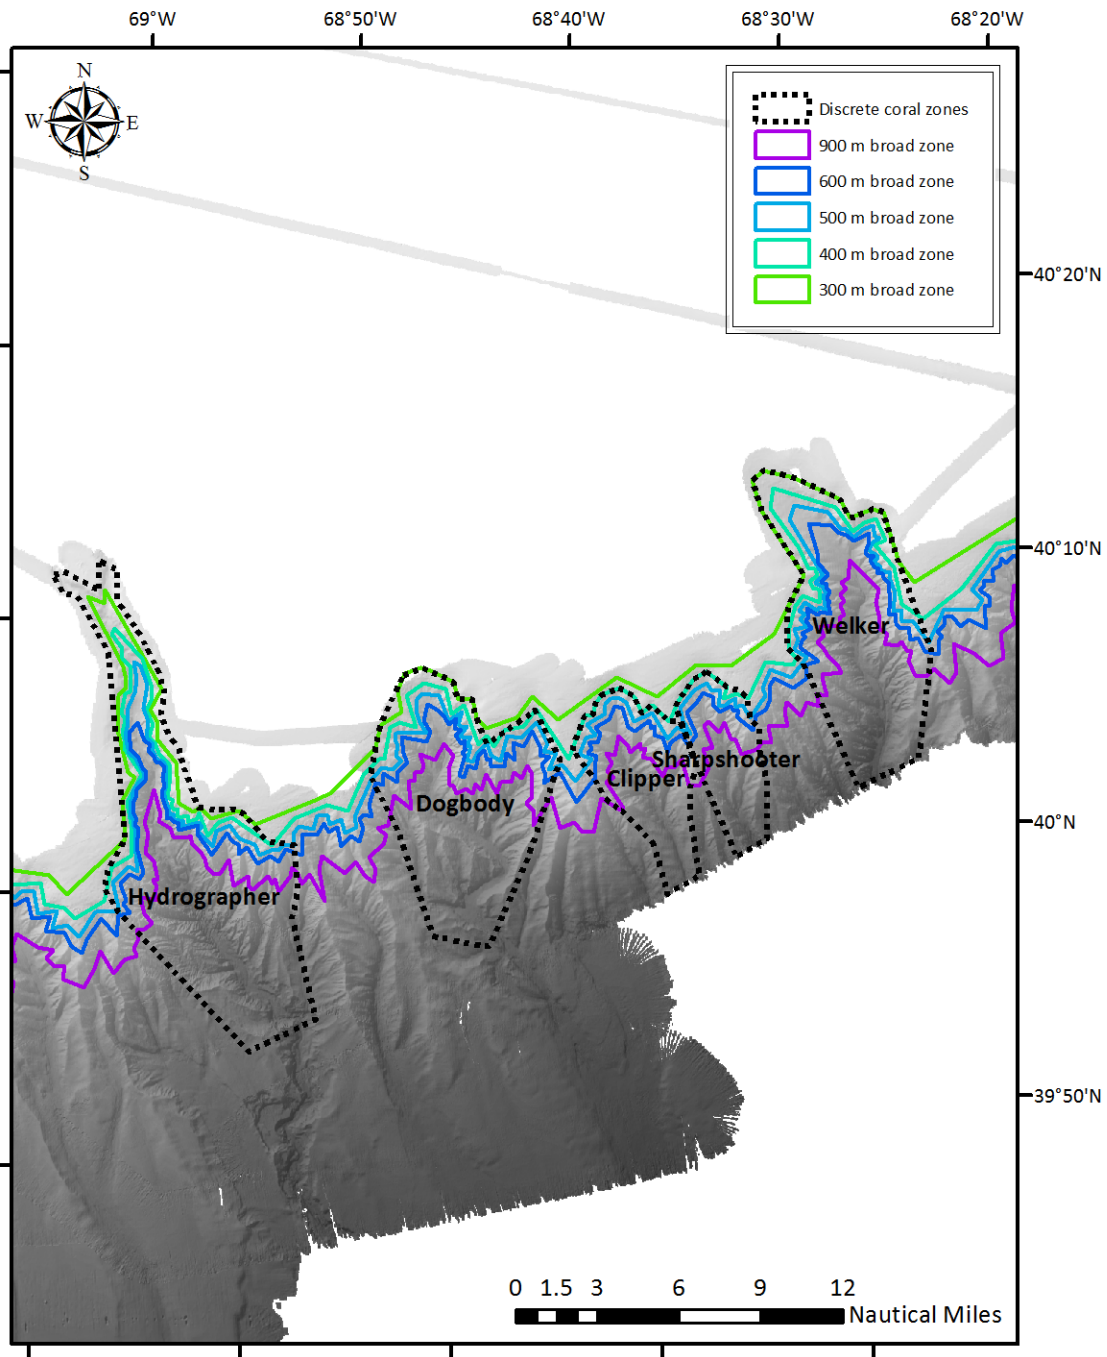 69°W 68°50'W 68°40'W 68°30'W 68°20'W
N
W E
S
Discrete coral zones
900 m broad zone
600 m broad zone
500 m broad zone
400 m broad zone
300 m broad zone
40°20'N
40°10'N
Welker
Sharpshooter
Clipper
Dogbody
40°N
Hydrographer
39°50'N
0 1.5 3 6 9 12
Nautical Miles